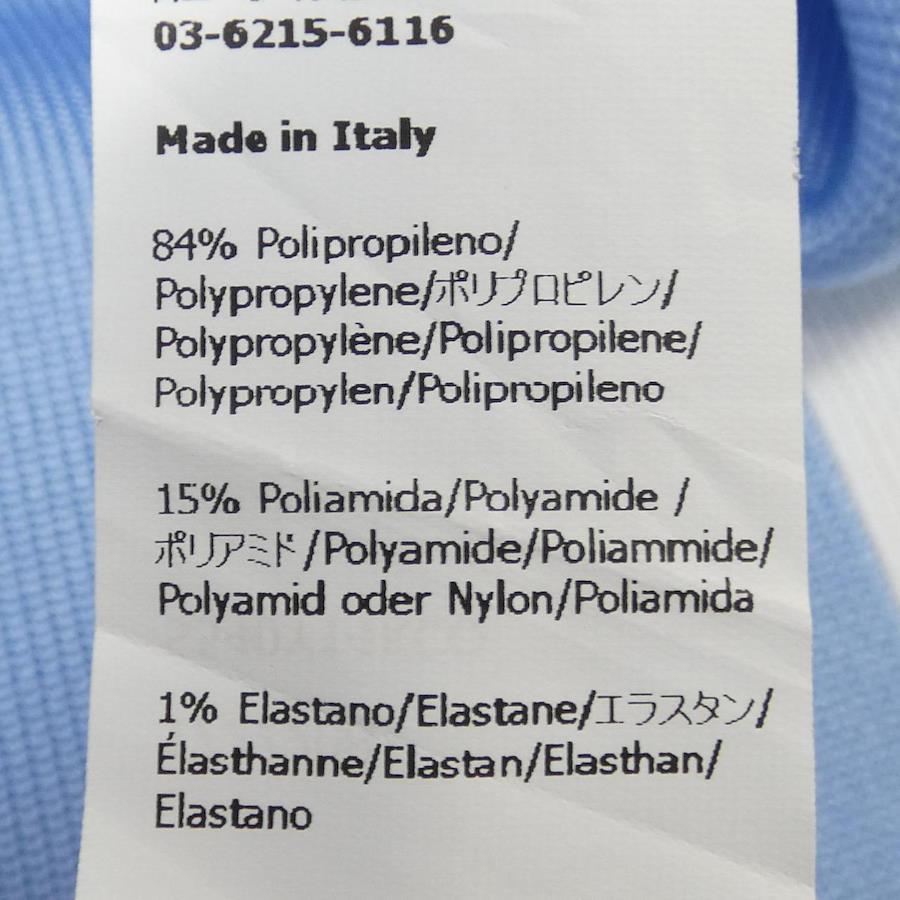 03-6215-6116
Made in Italy
84% Polipropileno/
Polypropylene/ポリプロピレン/
Polypropylène/Polipropilene/
Polypropylen/Polipropileno
15% Poliamida/Polyamide /
ポリアミド/Polyamide/Poliammide/
Polyamid oder Nylon/Poliamida
1% Elastano/Elastane/エラスタン/
Élasthanne/Elastan/Elasthan/
Elastano